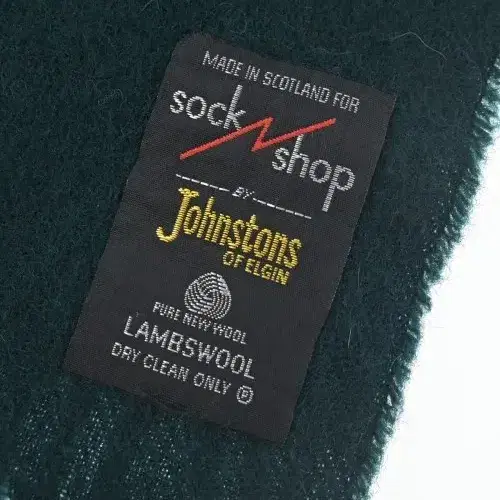 MADE IN SCOTLAND FOR
sock
shop
BY
Johnstons
OF ELGIN
PURE NEW WOOL
LAMBSWOOL
DRY CLEAN ONLY Ⓟ